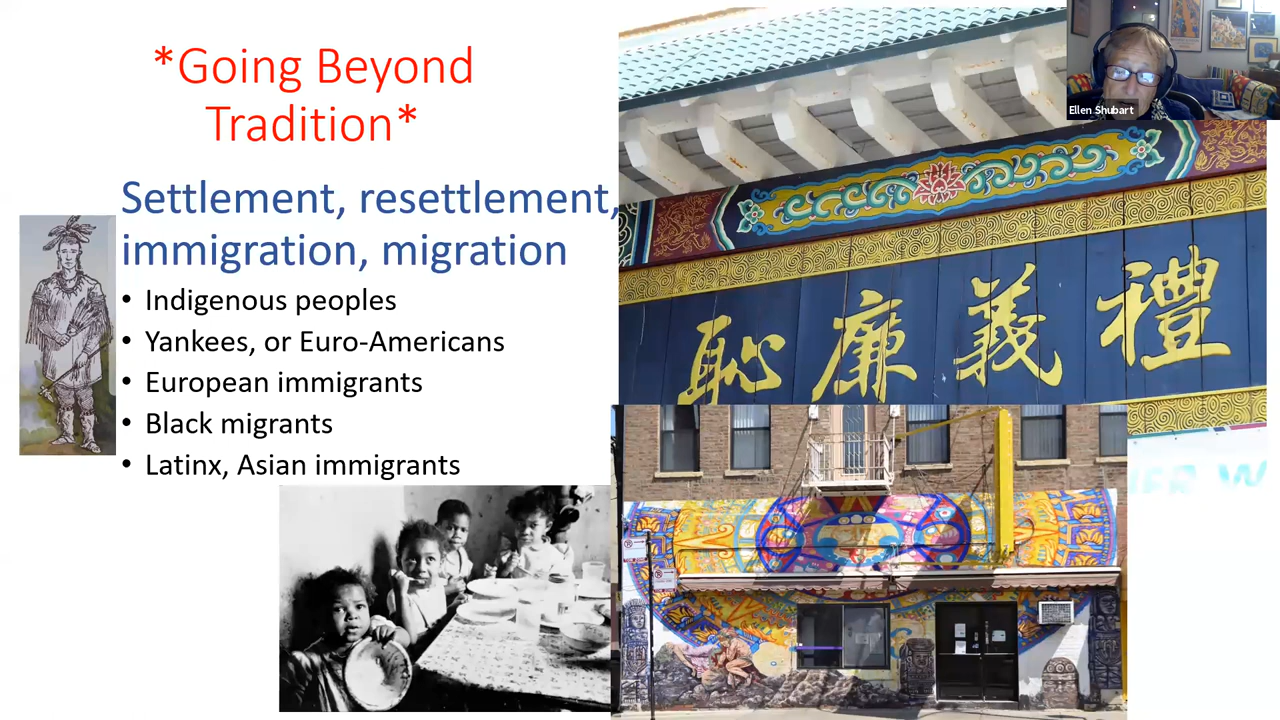 *Going Beyond
Tradition*
Settlement, resettlement,
immigration, migration
• Indigenous peoples
• Yankees, or Euro-Americans
• European immigrants
• Black migrants
• Latinx, Asian immigrants
Ellen Shubart
恥廉義禮